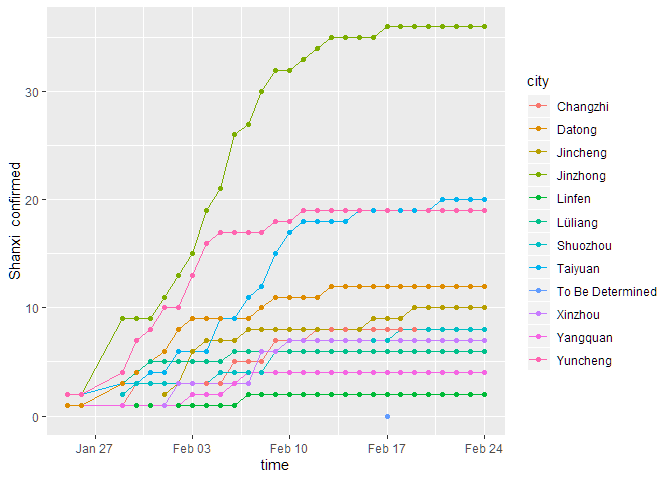 Shanxi confirmed
30
20
10
0
Jan 27
Feb 03
Feb 10
Feb 17
Feb 24
time
city
Changzhi
Datong
Jincheng
Jinzhong
Linfen
Lüliang
Shuozhou
Taiyuan
To Be Determined
Xinzhou
Yangquan
Yuncheng